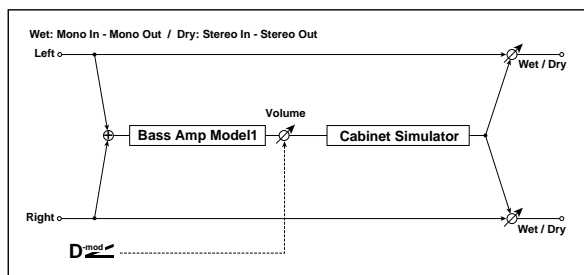 Wet: Mono In - Mono Out / Dry: Stereo In - Stereo Out
Left
Wet / Dry
Volume
Bass Amp Model1
Cabinet Simulator
Right
Wet / Dry
D-mod